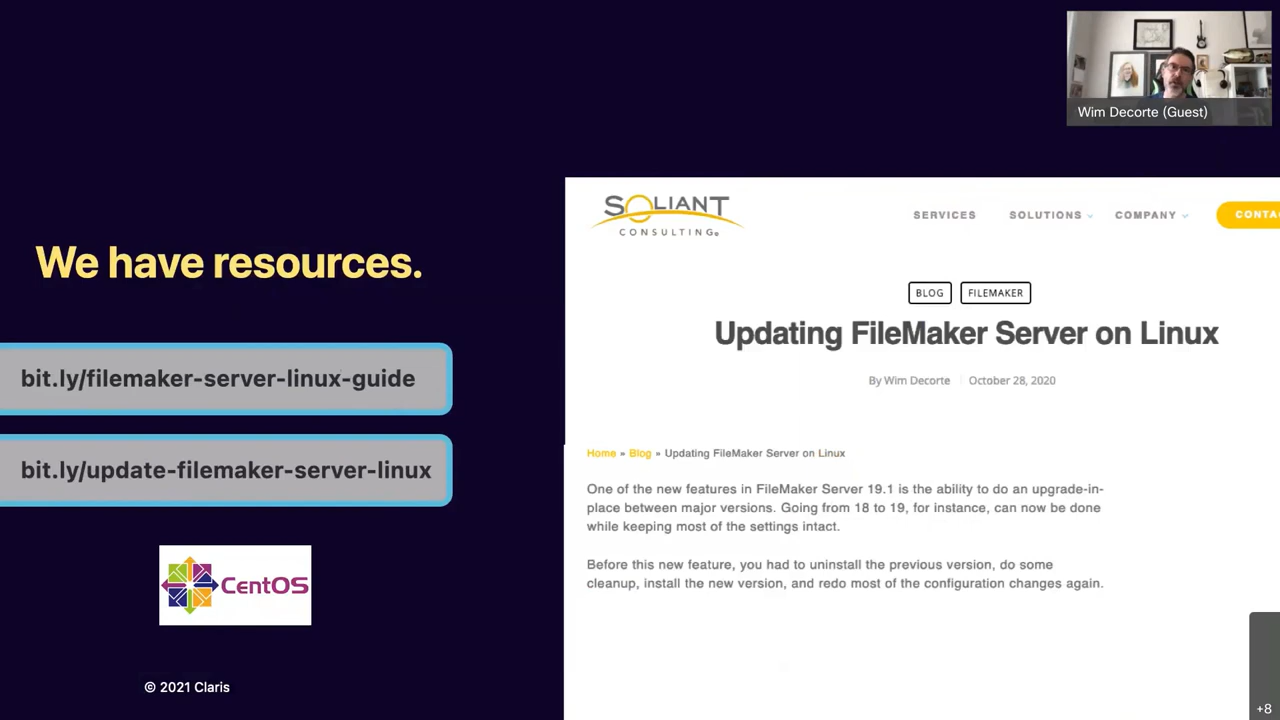 Wim Decorte (Guest)
We have resources.
bit.ly/filemaker-server-linux-guide
bit.ly/update-filemaker-server-linux
CentOS
© 2021 Claris
SOLIANT
CONSULTING®
SERVICES
SOLUTIONS
COMPANY
CONTA
BLOG
FILEMAKER
Updating FileMaker Server on Linux
By Wim Decorte October 28, 2020
Home » Blog » Updating FileMaker Server on Linux
One of the new features in FileMaker Server 19.1 is the ability to do an upgrade-in-
place between major versions. Going from 18 to 19, for instance, can now be done
while keeping most of the settings intact.
Before this new feature, you had to uninstall the previous version, do some
cleanup, install the new version, and redo most of the configuration changes again.
+8